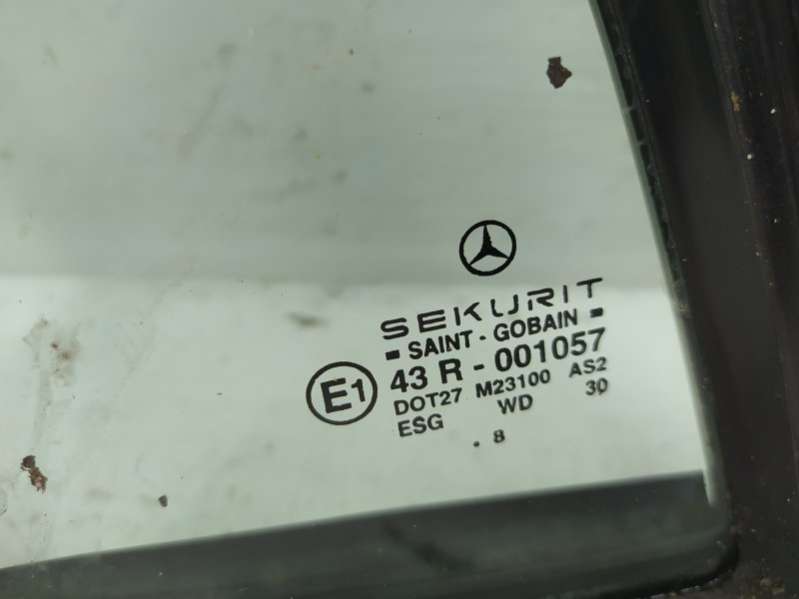 SEKURIT
SAINT - GOBAIN
E1 43 R - 001057
DOT27 M23100 AS2
ESG WD 30
. 8